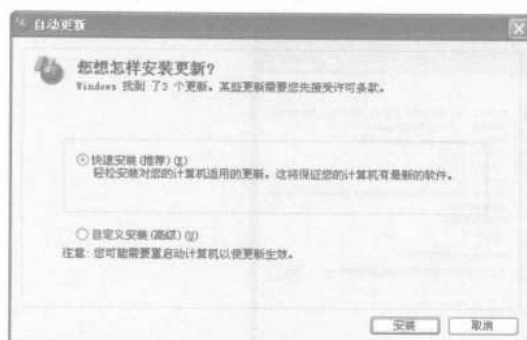 自动更新
您想怎样安装更新?
Windows 找到 了3 个更新。某些更新需要您先接受许可条款。
快速安装(推荐)(E)
轻松安装对您的计算机适用的更新。这将保证您的计算机有最新的软件。
自定义安装(高级)(U)
注意: 您可能需要重启动计算机以使更新生效。
安装 取消